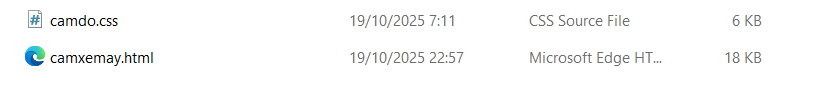 camdo.css 19/10/2025 7:11 CSS Source File 6 KB
camxemay.html 19/10/2025 22:57 Microsoft Edge HT... 18 KB